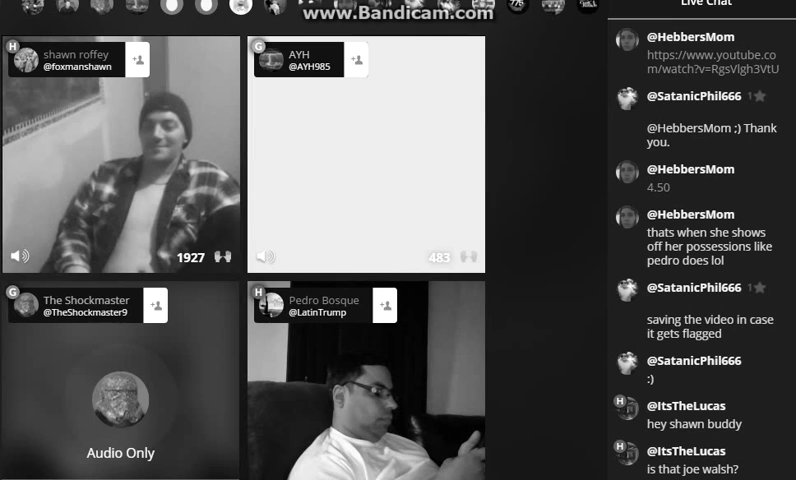 www.Bandicam.com
Live Chat
H
shawn roffey
@foxmanshawn
1927
G
AYH
@AYH985
483
G
The Shockmaster
@TheShockmaster9
Audio Only
H
Pedro Bosque
@LatinTrump
@HebbersMom
https://www.youtube.co
m/watch?v=RgsVlgh3VtU
@SatanicPhil666 1
@HebbersMom ;) Thank
you.
@HebbersMom
4.50
@HebbersMom
thats when she shows
off her possessions like
pedro does lol
@SatanicPhil666 1
saving the video in case
it gets flagged
@SatanicPhil666
:)
H
@ItsTheLucas
hey shawn buddy
H
@ItsTheLucas
is that joe walsh?